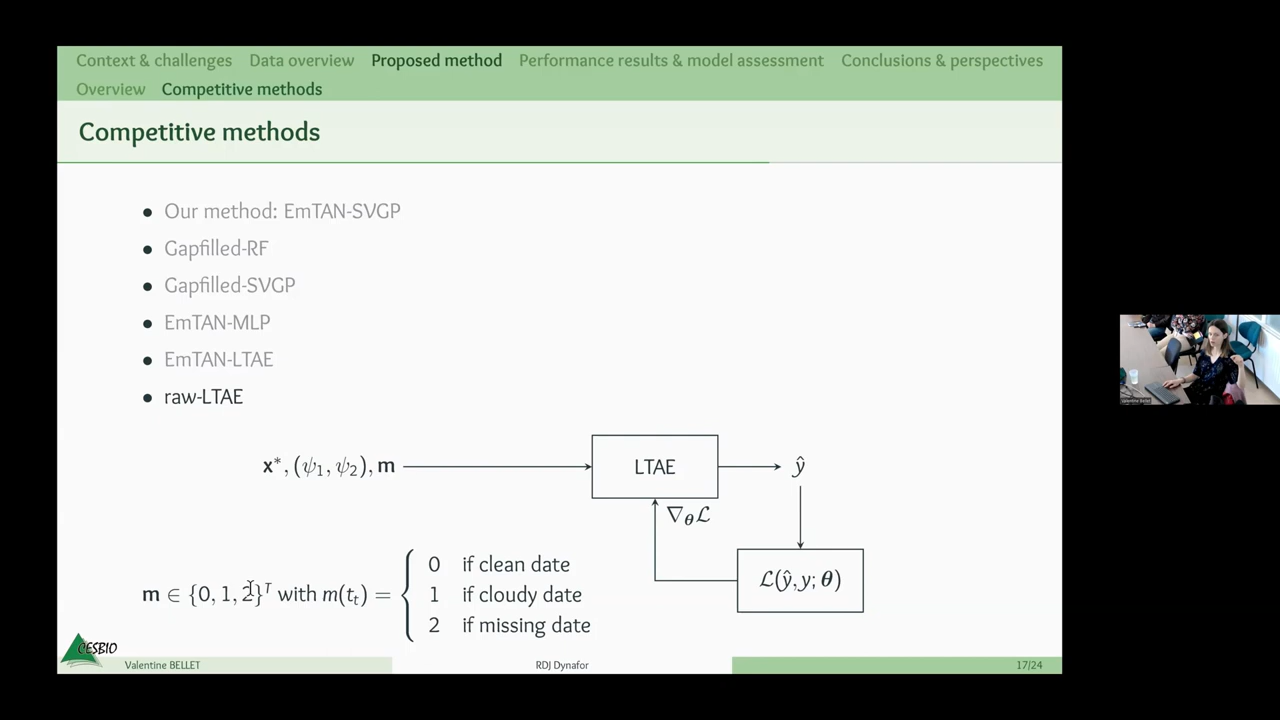 Context & challenges Data overview Proposed method Performance results & model assessment Conclusions & perspectives
Overview Competitive methods
Competitive methods
• Our method: EmTAN-SVGP
• Gapfilled-RF
• Gapfilled-SVGP
• EmTAN-MLP
• EmTAN-LTAE
• raw-LTAE
x*, (ψ₁, ψ₂), m
LTAE
ŷ
∇_θ ℒ
ℒ(ŷ, y; θ)
m ∈ {0, 1, 2}ᵀ with m(tₜ) =
0 if clean date
1 if cloudy date
2 if missing date
CESBIO
Valentine BELLET RDJ Dynafor 17/24
Valentine Bellet